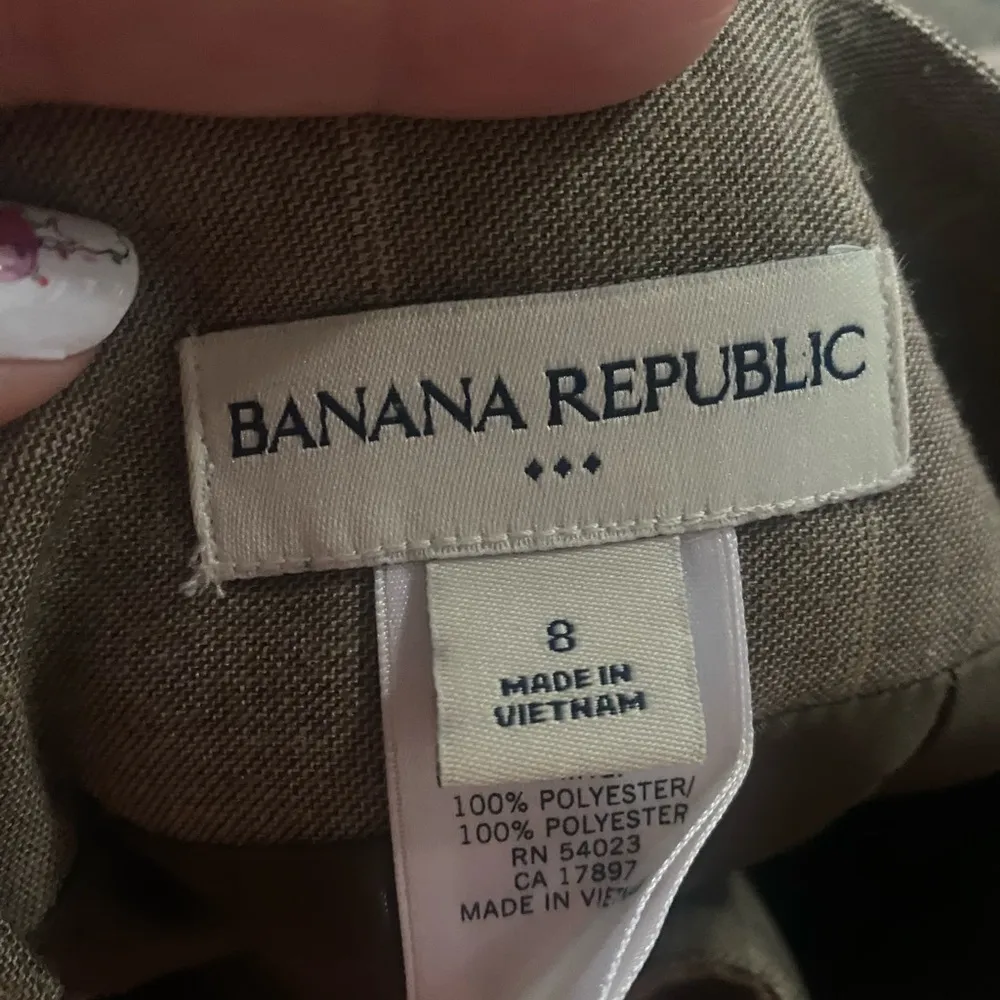 BANANA REPUBLIC
8
MADE IN
VIETNAM
100% POLYESTER/
100% POLYESTER
RN 54023
CA 17897
MADE IN